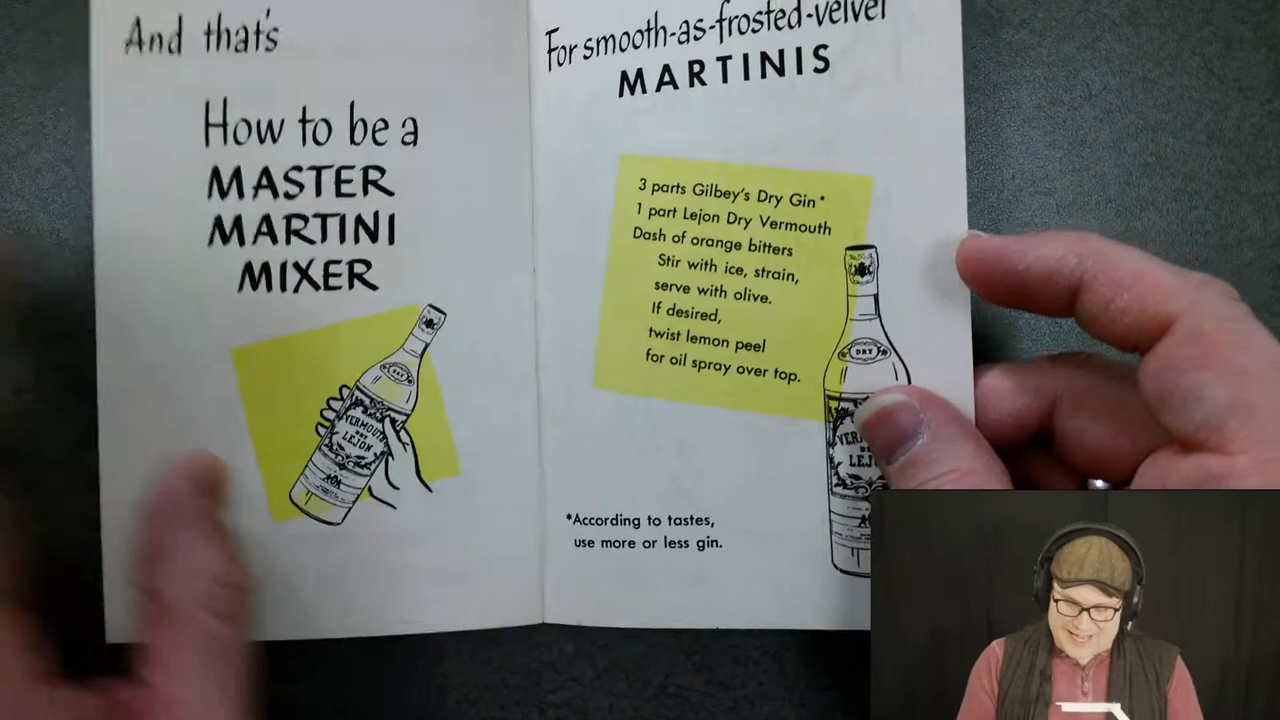 And that's
How to be a
MASTER
MARTINI
MIXER
DRY
VERMOUTH
LEJON
For smooth-as-frosted-velvet
MARTINIS
3 parts Gilbey's Dry Gin*
1 part Lejon Dry Vermouth
Dash of orange bitters
Stir with ice, strain,
serve with olive.
If desired,
twist lemon peel
for oil spray over top.
DRY
*According to tastes,
use more or less gin.